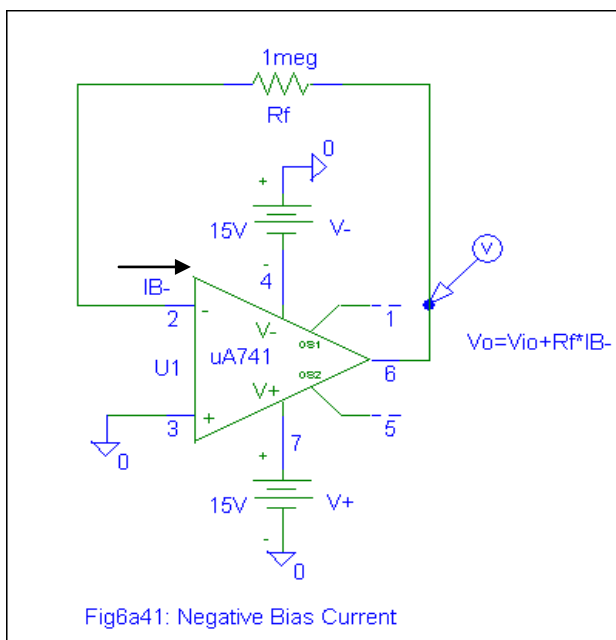 1meg
Rf
0
+
15V
V-
-
4
IB-
2
-
V-
OS1
1
U1
uA741
6
Vo=Vio+Rf*IB-
V
OS2
V+
5
3
+
0
7
+
15V
V+
-
0
Fig6a41: Negative Bias Current